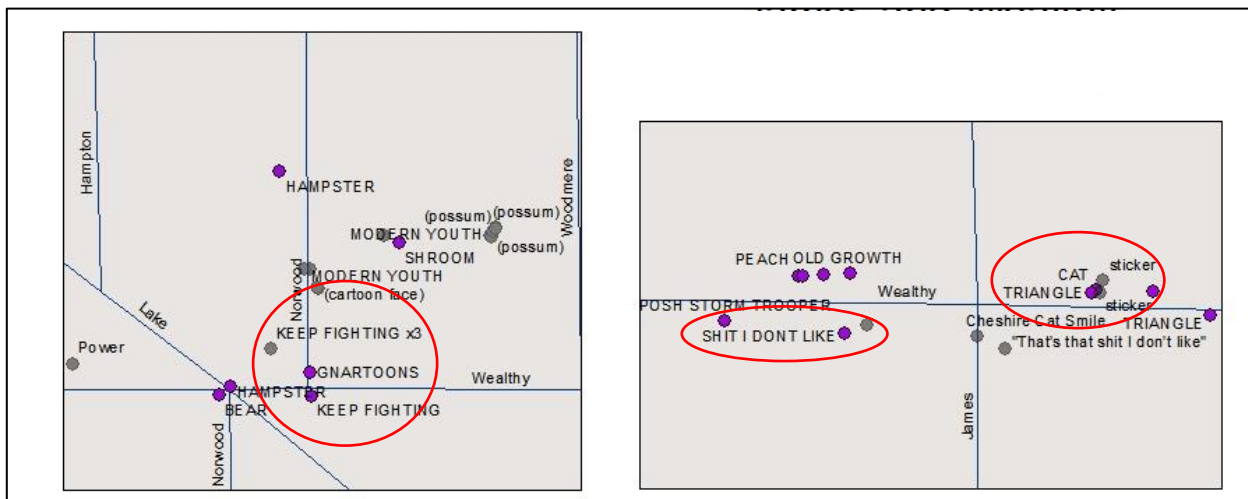 Hampton
Woodmere
HAMPSTER
(possum)
(possum)
MODERN YOUTH
(possum)
SHROOM
Norwood
MODERN YOUTH
(cartoon face)
Lake
KEEP FIGHTING x3
Power
GNARTOONS
Wealthy
HAMPSTER
BEAR
KEEP FIGHTING
Norwood
PEACH OLD GROWTH
CAT
sticker
TRIANGLE
Wealthy
POSH STORM TROOPER
sticker
Cheshire Cat Smile
TRIANGLE
SHIT I DONT LIKE
"That's that shit I don't like"
James